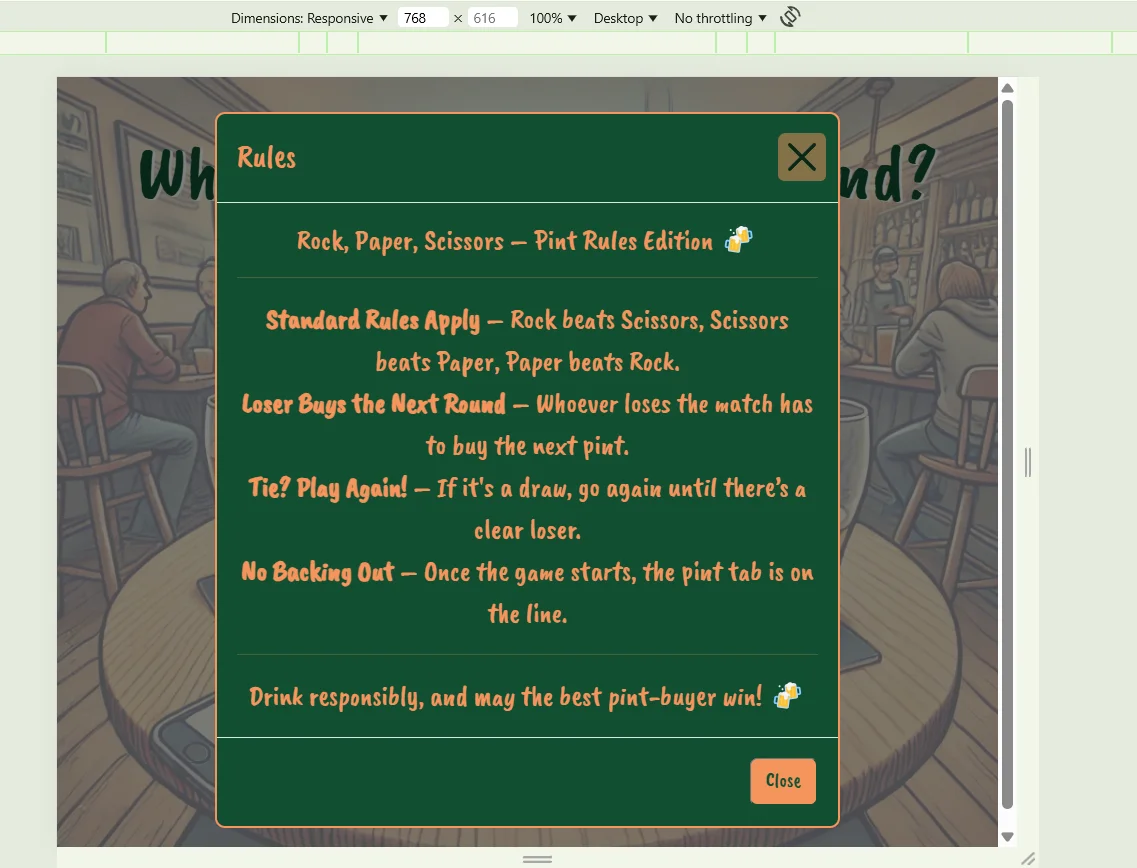 Dimensions: Responsive ▼ 768 × 616 100% ▼ Desktop ▼ No throttling ▼
Wh
nd?
Rules
Rock, Paper, Scissors – Pint Rules Edition 🍻
Standard Rules Apply – Rock beats Scissors, Scissors
beats Paper, Paper beats Rock.
Loser Buys the Next Round – Whoever loses the match has
to buy the next pint.
Tie? Play Again! – If it's a draw, go again until there’s a
clear loser.
No Backing Out – Once the game starts, the pint tab is on
the line.
Drink responsibly, and may the best pint-buyer win! 🍻
Close